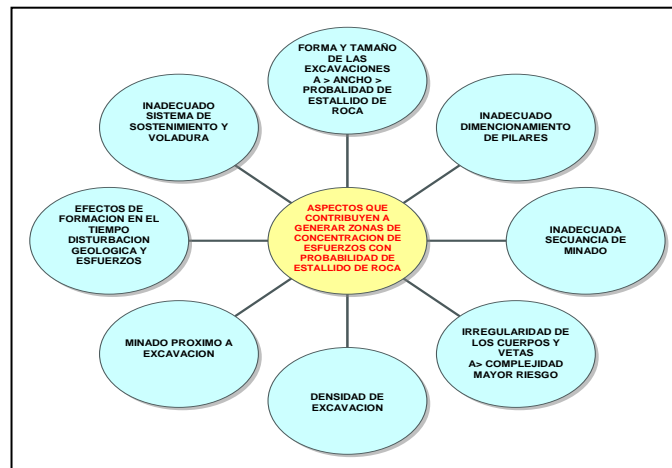 FORMA Y TAMAÑO DE
LAS
EXCAVACIONES
A > ANCHO >
PROBALIDAD DE
ESTALLIDO DE
ROCA
INADECUADO
SISTEMA DE
SOSTENIMIENTO Y
VOLADURA
INADECUADO
DIMENCIONAMIENTO
DE PILARES
EFECTOS DE
FORMACION EN EL
TIEMPO
DISTURBACION
GEOLOGICA Y
ESFUERZOS
ASPECTOS QUE
CONTRIBUYEN A
GENERAR ZONAS DE
CONCENTRACION DE
ESFUERZOS CON
PROBABILIDAD DE
ESTALLIDO DE ROCA
INADECUADA
SECUANCIA DE
MINADO
MINADO PROXIMO A
EXCAVACION
IRREGULARIDAD DE
LOS CUERPOS Y
VETAS
A> COMPLEJIDAD
MAYOR RIESGO
DENSIDAD DE
EXCAVACION